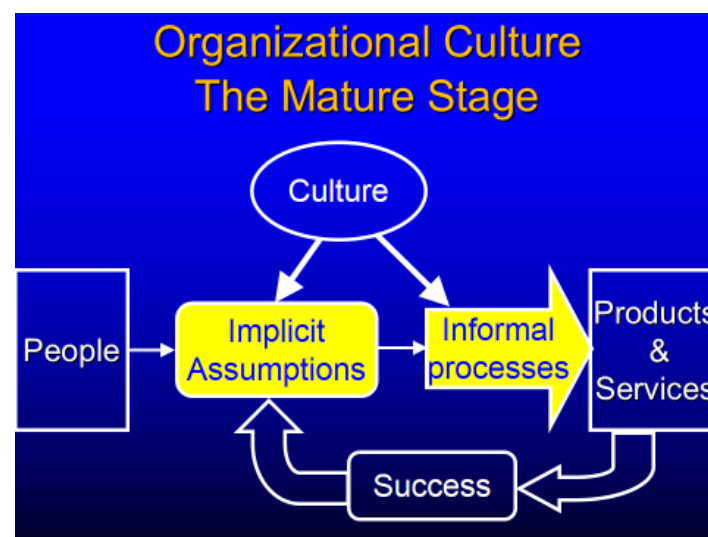 Organizational Culture
The Mature Stage
Culture
People
Implicit
Assumptions
Informal
processes
Products
&
Services
Success